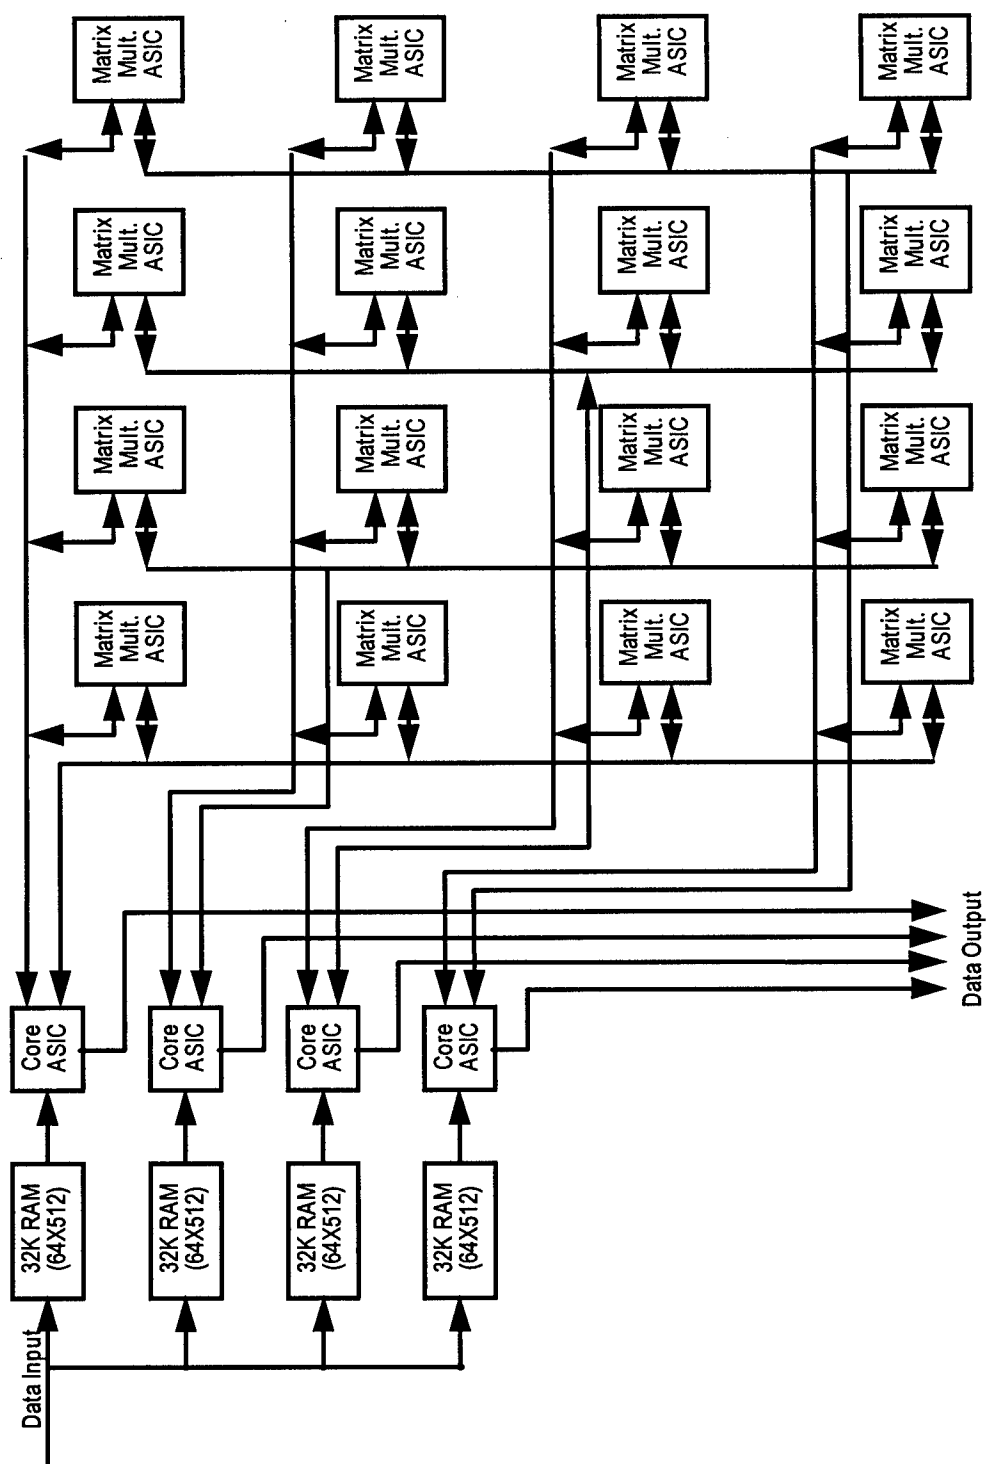 Data Input
32K RAM
(64X512)
Core
ASIC
Matrix
Mult.
ASIC
Matrix
Mult.
ASIC
Matrix
Mult.
ASIC
Matrix
Mult.
ASIC
32K RAM
(64X512)
Core
ASIC
Matrix
Mult.
ASIC
Matrix
Mult.
ASIC
Matrix
Mult.
ASIC
Matrix
Mult.
ASIC
32K RAM
(64X512)
Core
ASIC
Matrix
Mult.
ASIC
Matrix
Mult.
ASIC
Matrix
Mult.
ASIC
Matrix
Mult.
ASIC
32K RAM
(64X512)
Core
ASIC
Matrix
Mult.
ASIC
Matrix
Mult.
ASIC
Matrix
Mult.
ASIC
Matrix
Mult.
ASIC
Data Output